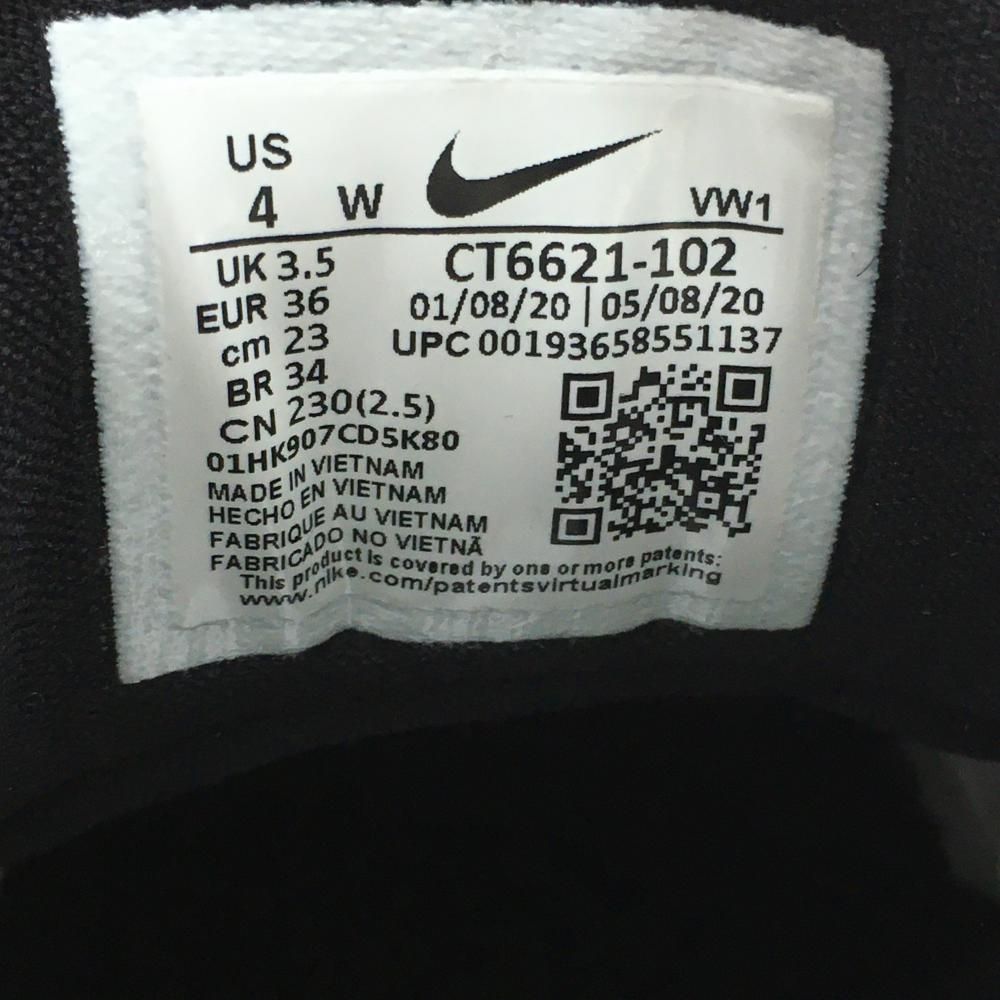 US
4 W VW1
UK 3.5 CT6621-102
EUR 36 01/08/20 | 05/08/20
cm 23 UPC 00193658551137
BR 34
CN 230(2.5)
01HK907CD5K80
MADE IN VIETNAM
HECHO EN VIETNAM
FABRIQUE AU VIETNAM
FABRICADO NO VIETNÃ
This product is covered by one or more patents:
www.nike.com/patentsvirtualmarking